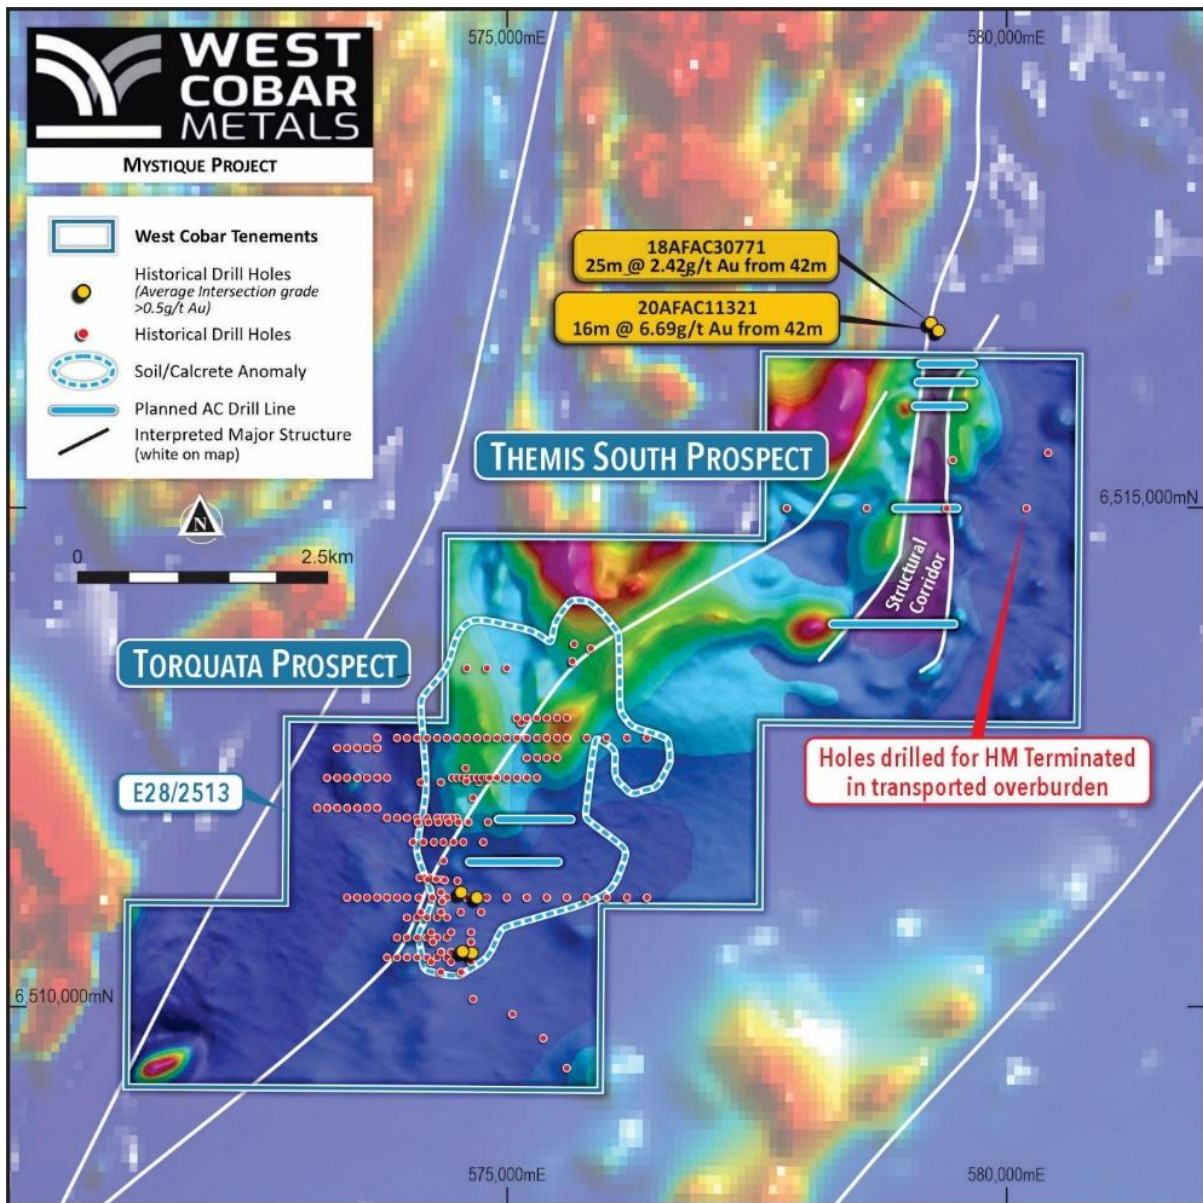 WEST
COBAR
METALS
MYSTIQUE PROJECT
West Cobar Tenements
Historical Drill Holes
(Average Intersection grade
>0.5g/t Au)
Historical Drill Holes
Soil/Calcrete Anomaly
Planned AC Drill Line
Interpreted Major Structure
(white on map)
N
0
2.5km
575,000mE
580,000mE
18AFAC30771
25m @ 2.42g/t Au from 42m
20AFAC11321
16m @ 6.69g/t Au from 42m
THEMIS SOUTH PROSPECT
6,515,000mN
Structural
Corridor
TORQUATA PROSPECT
E28/2513
Holes drilled for HM Terminated
in transported overburden
6,510,000mN
575,000mE
580,000mE